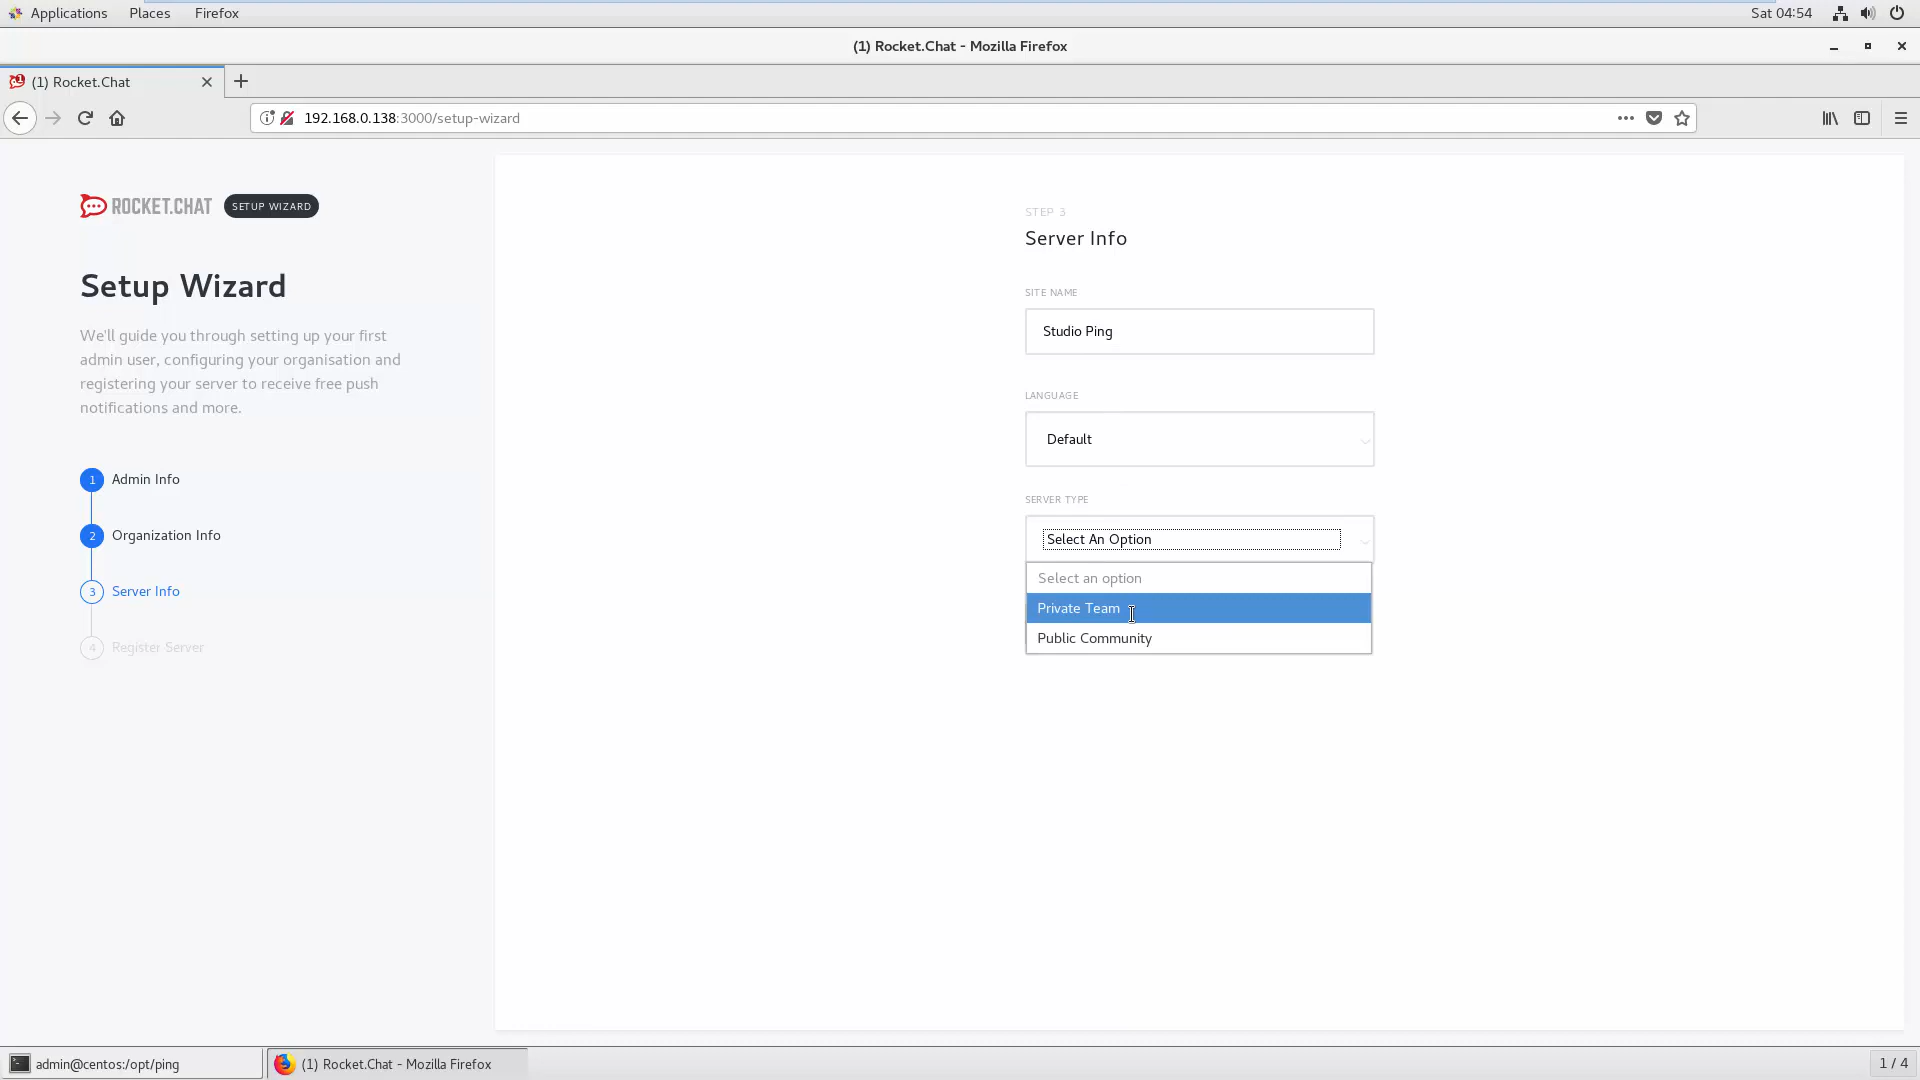 Applications Places Firefox Sat 04:54
(1) Rocket.Chat - Mozilla Firefox
(1) Rocket.Chat
192.168.0.138:3000/setup-wizard
ROCKET.CHAT SETUP WIZARD
Setup Wizard
We'll guide you through setting up your first
admin user, configuring your organisation and
registering your server to receive free push
notifications and more.
1 Admin Info
2 Organization Info
3 Server Info
4 Register Server
STEP 3
Server Info
SITE NAME
Studio Ping
LANGUAGE
Default
SERVER TYPE
Select An Option
Select an option
Private Team
Public Community
admin@centos:/opt/ping
(1) Rocket.Chat - Mozilla Firefox
1 / 4